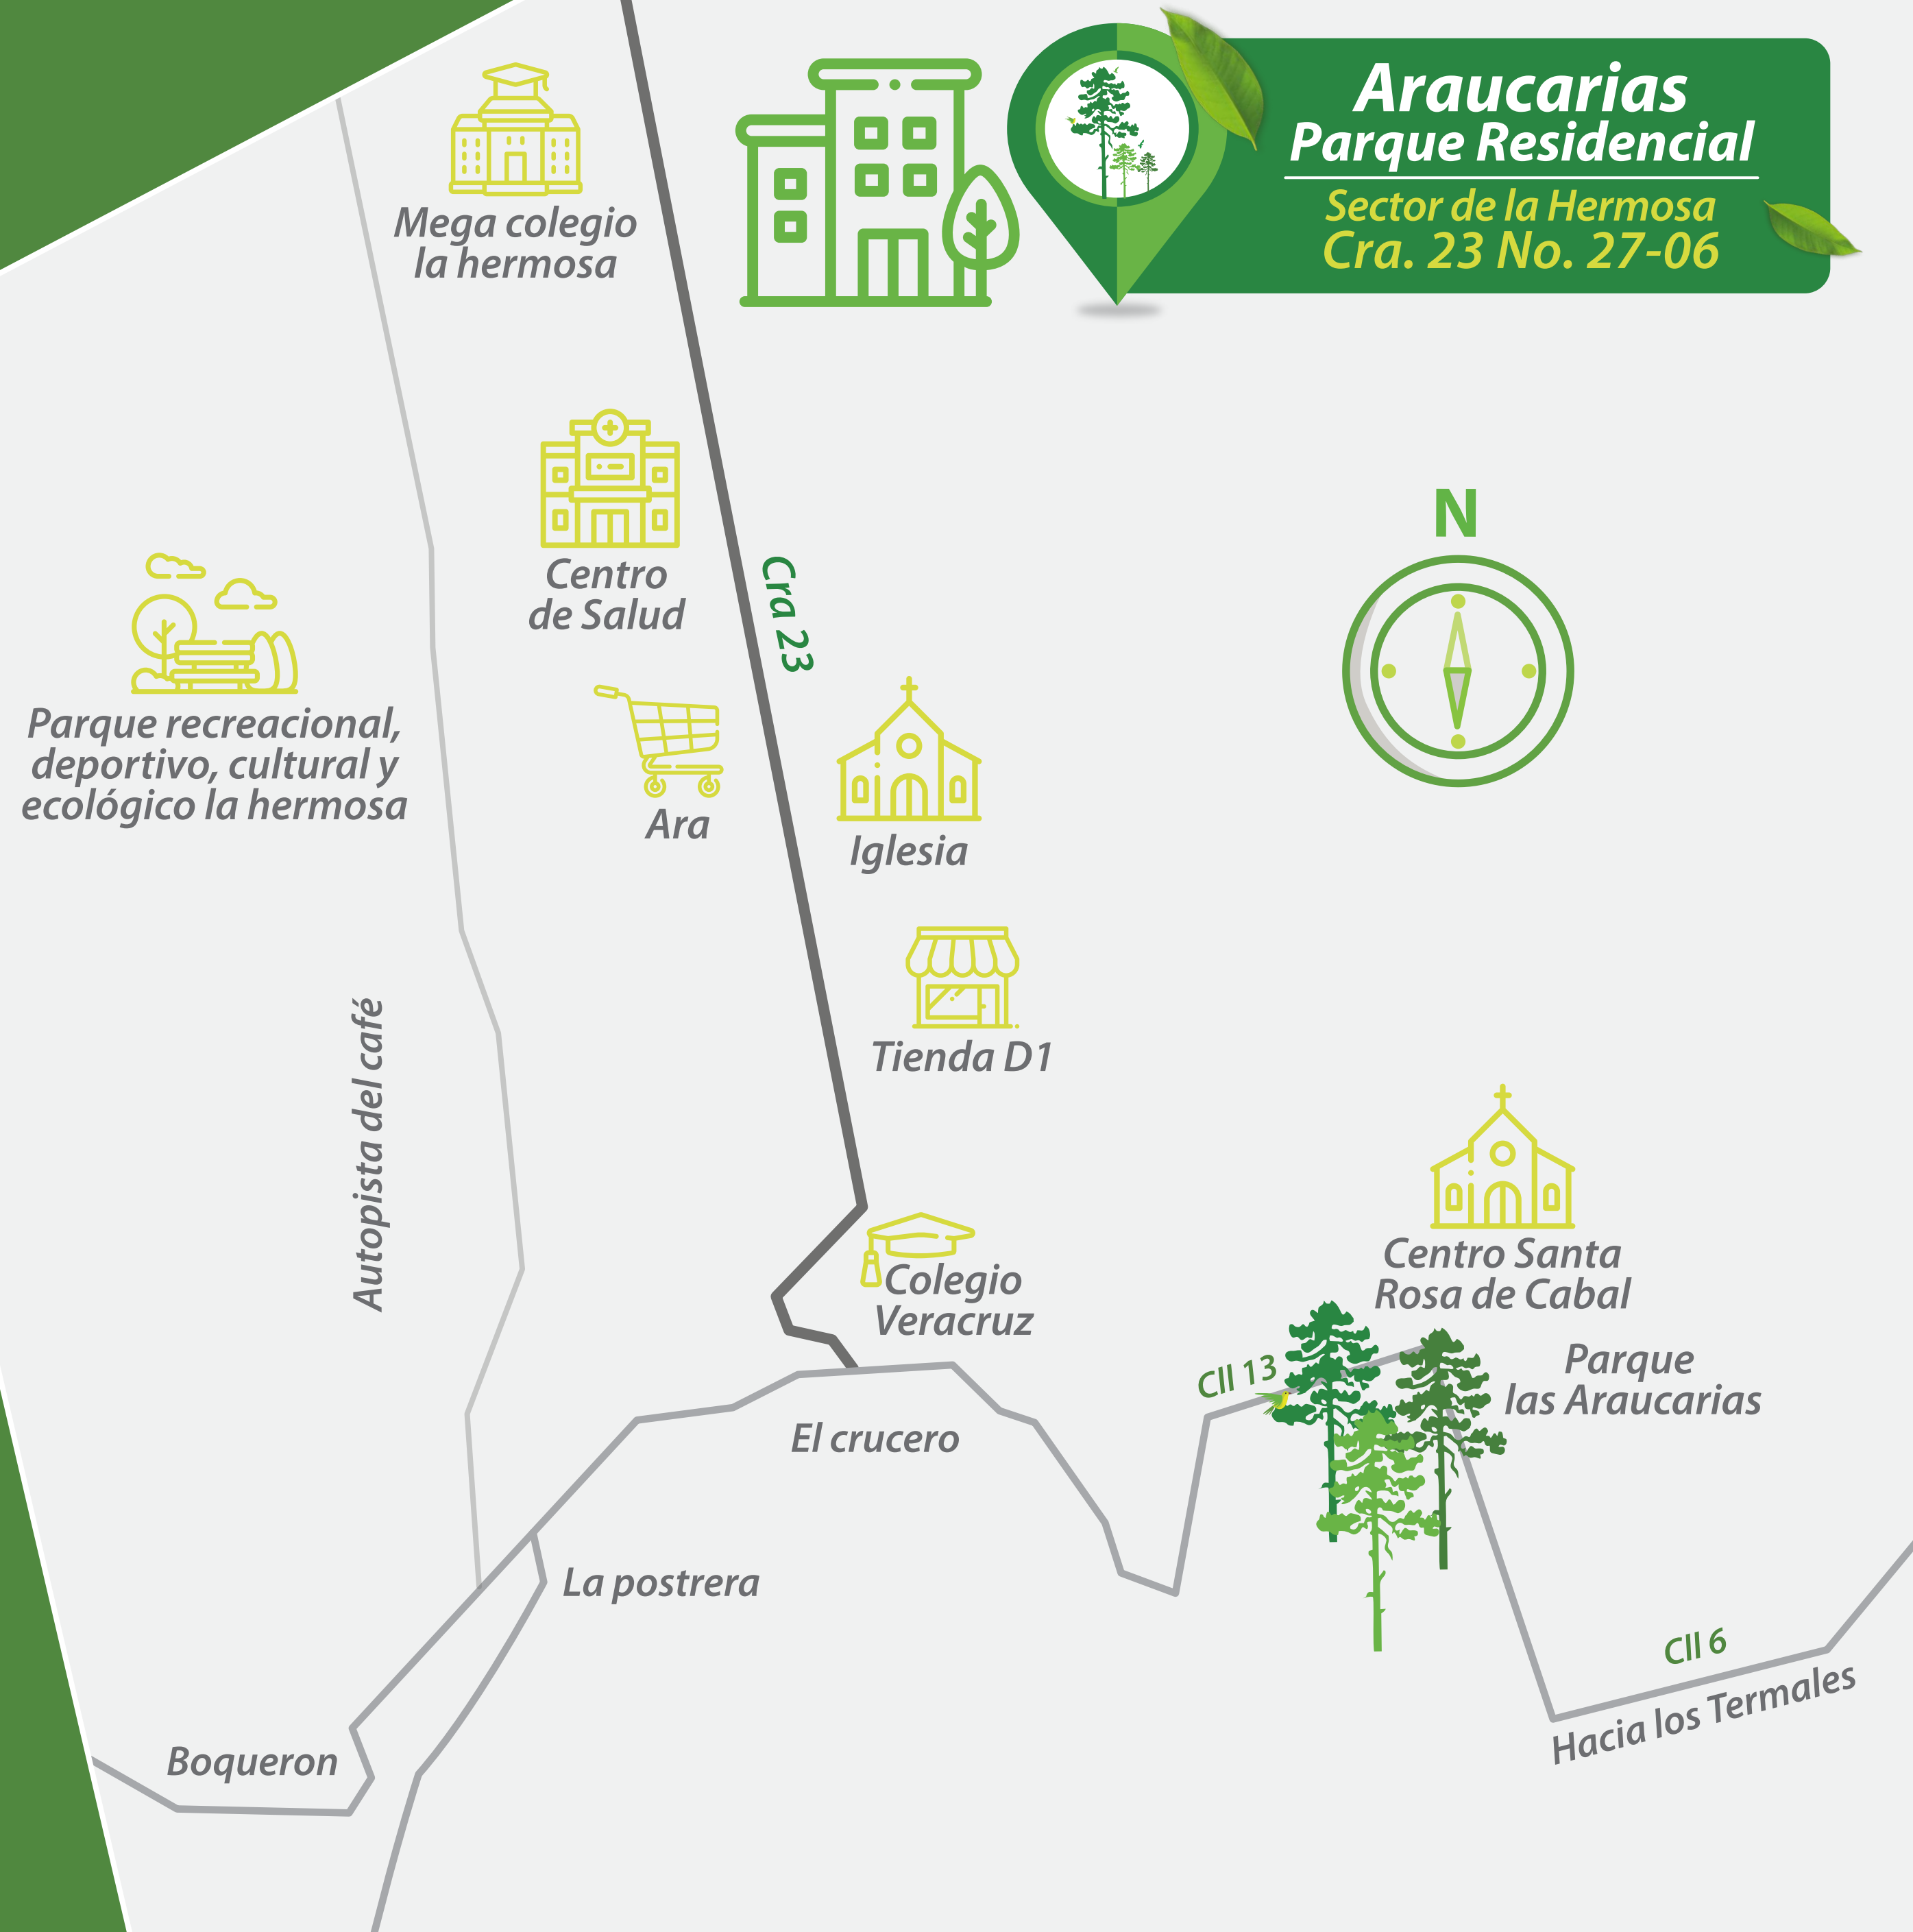 Araucarias
Parque Residencial
Sector de la Hermosa
Cra. 23 No. 27-06
Mega colegio
la hermosa
N
Centro
de Salud
Cra 23
Parque recreacional,
deportivo, cultural y
ecológico la hermosa
Ara
Iglesia
Tienda D1
Autopista del café
Centro Santa
Rosa de Cabal
Colegio
Veracruz
Cll 13
Parque
las Araucarias
El crucero
La postrera
Cll 6
Hacia los Termales
Boqueron